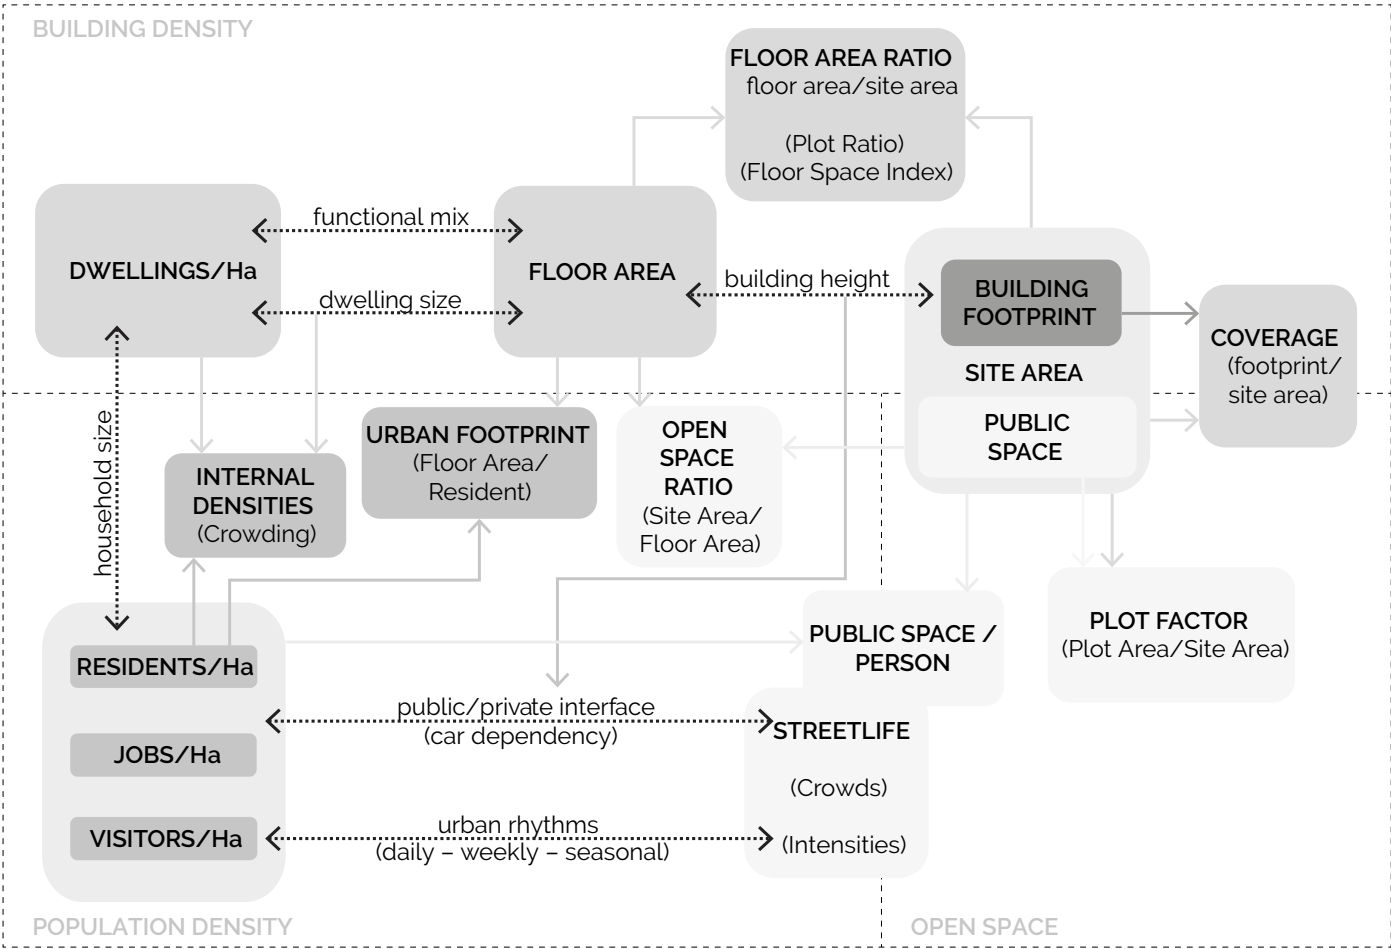 BUILDING DENSITY
FLOOR AREA RATIO
floor area/site area
(Plot Ratio)
(Floor Space Index)
functional mix
DWELLINGS/Ha
FLOOR AREA
dwelling size
building height
BUILDING
FOOTPRINT
SITE AREA
PUBLIC
SPACE
COVERAGE
(footprint/
site area)
household size
INTERNAL
DENSITIES
(Crowding)
URBAN FOOTPRINT
(Floor Area/
Resident)
OPEN
SPACE
RATIO
(Site Area/
Floor Area)
PUBLIC SPACE /
PERSON
PLOT FACTOR
(Plot Area/Site Area)
RESIDENTS/Ha
JOBS/Ha
VISITORS/Ha
public/private interface
(car dependency)
urban rhythms
(daily – weekly – seasonal)
STREETLIFE
(Crowds)
(Intensities)
POPULATION DENSITY
OPEN SPACE